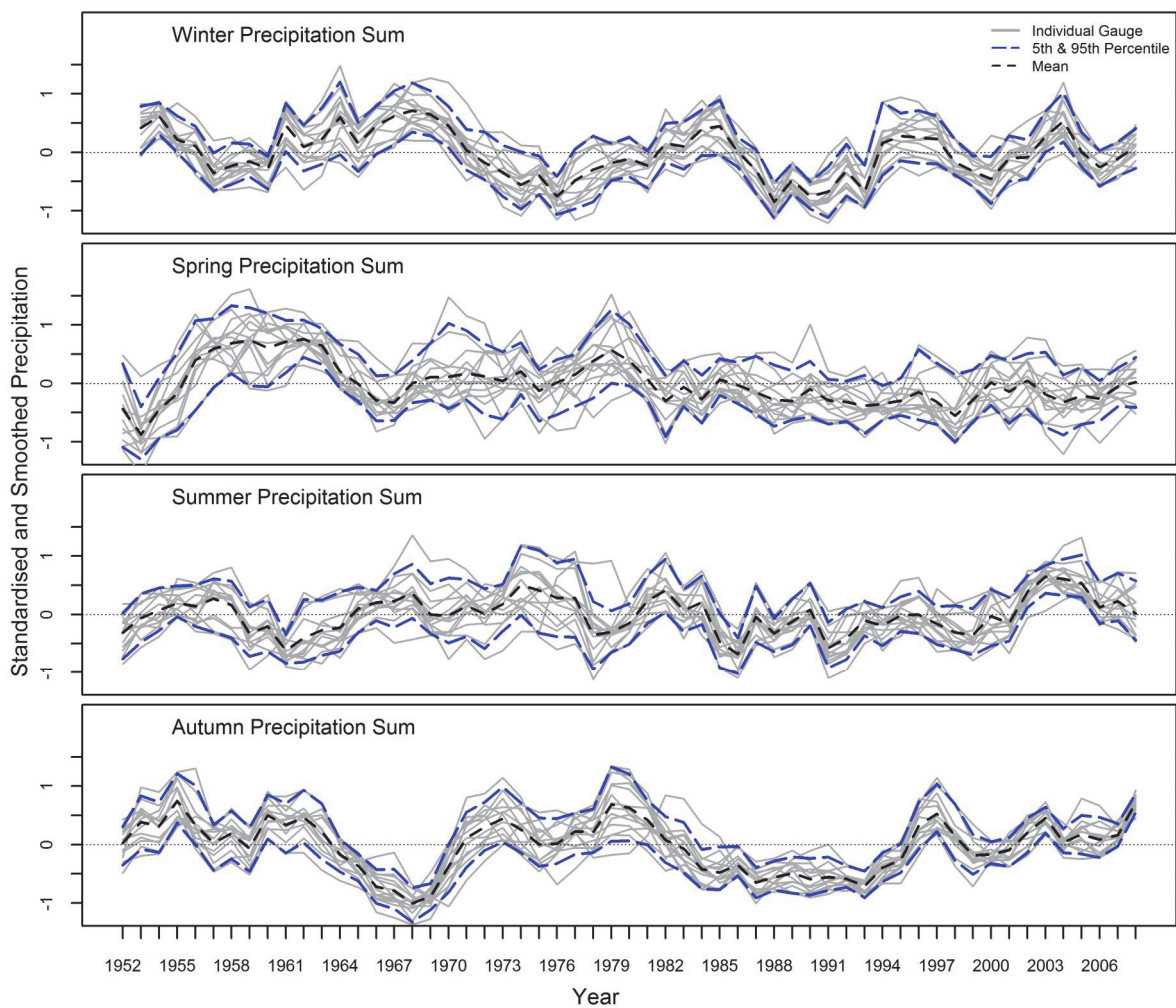 Winter Precipitation Sum
Individual Gauge
5th & 95th Percentile
Mean
1
0
-1
Spring Precipitation Sum
1
0
-1
Summer Precipitation Sum
1
0
-1
Autumn Precipitation Sum
1
0
-1
Standardised and Smoothed Precipitation
1952 1955 1958 1961 1964 1967 1970 1973 1976 1979 1982 1985 1988 1991 1994 1997 2000 2003 2006
Year